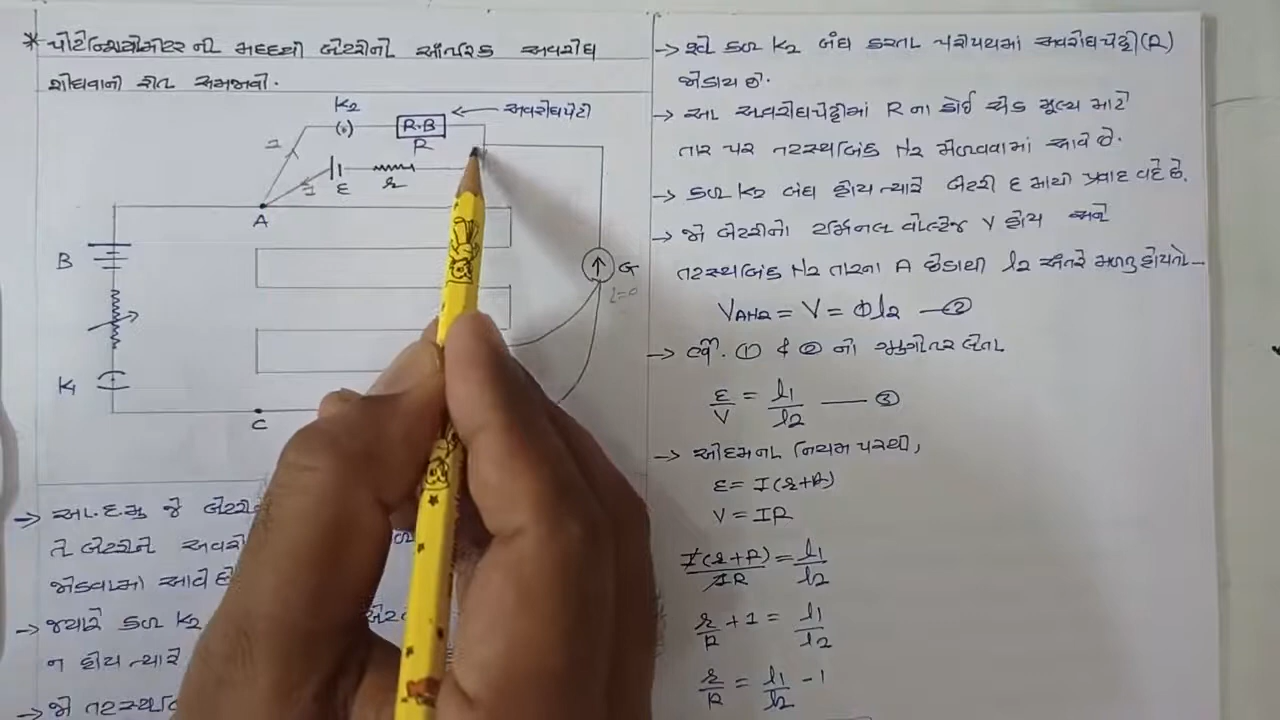 * પોટેન્શિયોમીટર ની મદદથી બેટરીનો આંતરિક અવરોધ
શોધવાની રીત સમજાવો.
K2
અવરોધપેટી
R.B
R
I
I
ε
r
A
B
G
I=0
K1
C
→ આ.દ.મુ જે બેટરી
તે બેટરીને અવરો
જોડવામાં આવે છે
→ જ્યારે કળ K2
ન હોય ત્યારે
→ જો તટસ્થ
→ હવે કળ K2 બંધ કરતા પરીપથમાં અવરોધપેટી (R)
જોડાય છે.
→ આ અવરોધપેટીમાં R ના કોઈ એક મૂલ્ય માટે
તાર પર તટસ્થબિંદુ N2 મેળવવામાં આવે છે.
→ કળ K2 બંધ હોય ત્યારે બેટરી ε માથી પ્રવાહ વહે છે.
→ જો બેટરીનો ટર્મિનલ વોલ્ટેજ V હોય અને
તટસ્થબિંદુ N2 તારના A છેડાથી l2 અંતરે મળતુ હોયતો—
VAN2 = V = Φl2 —②
→ સમી. ① & ② નો ગુણોત્તર લેતા
ε/V = l1/l2 —③
→ ઓહમના નિયમ પરથી,
ε = I(r+R)
V = IR
I(r+R)/IR = l1/l2
r/R + 1 = l1/l2
r/R = l1/l2 - 1